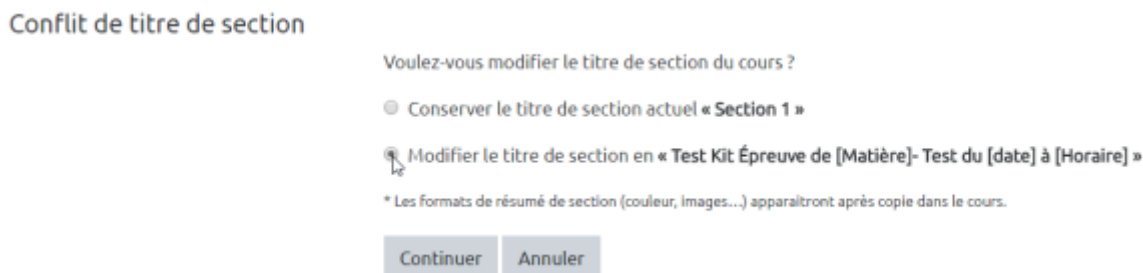 Conflit de titre de section
Voulez-vous modifier le titre de section du cours ?
Conserver le titre de section actuel « Section 1 »
Modifier le titre de section en « Test Kit Épreuve de [Matière]- Test du [date] à [Horaire] »
* Les formats de résumé de section (couleur, images...) apparaîtront après copie dans le cours.
Continuer Annuler